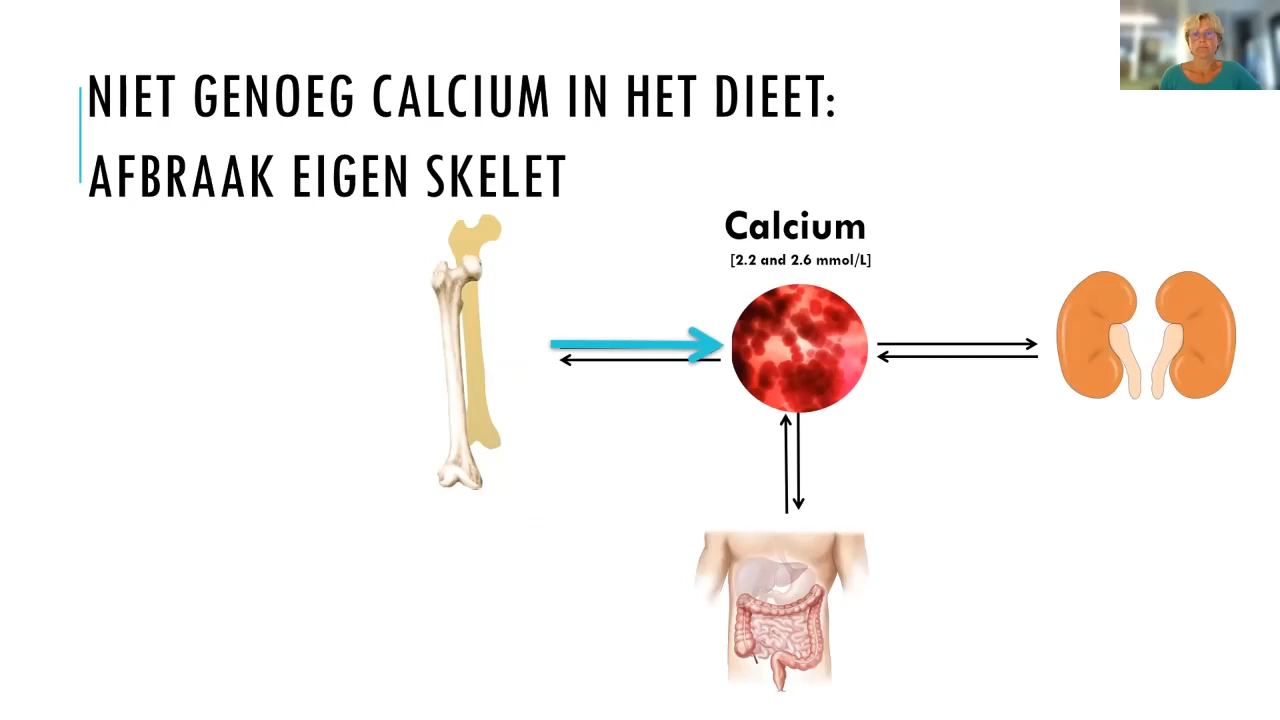 NIET GENOEG CALCIUM IN HET DIEET:
AFBRAAK EIGEN SKELET
Calcium
[2.2 and 2.6 mmol/L]